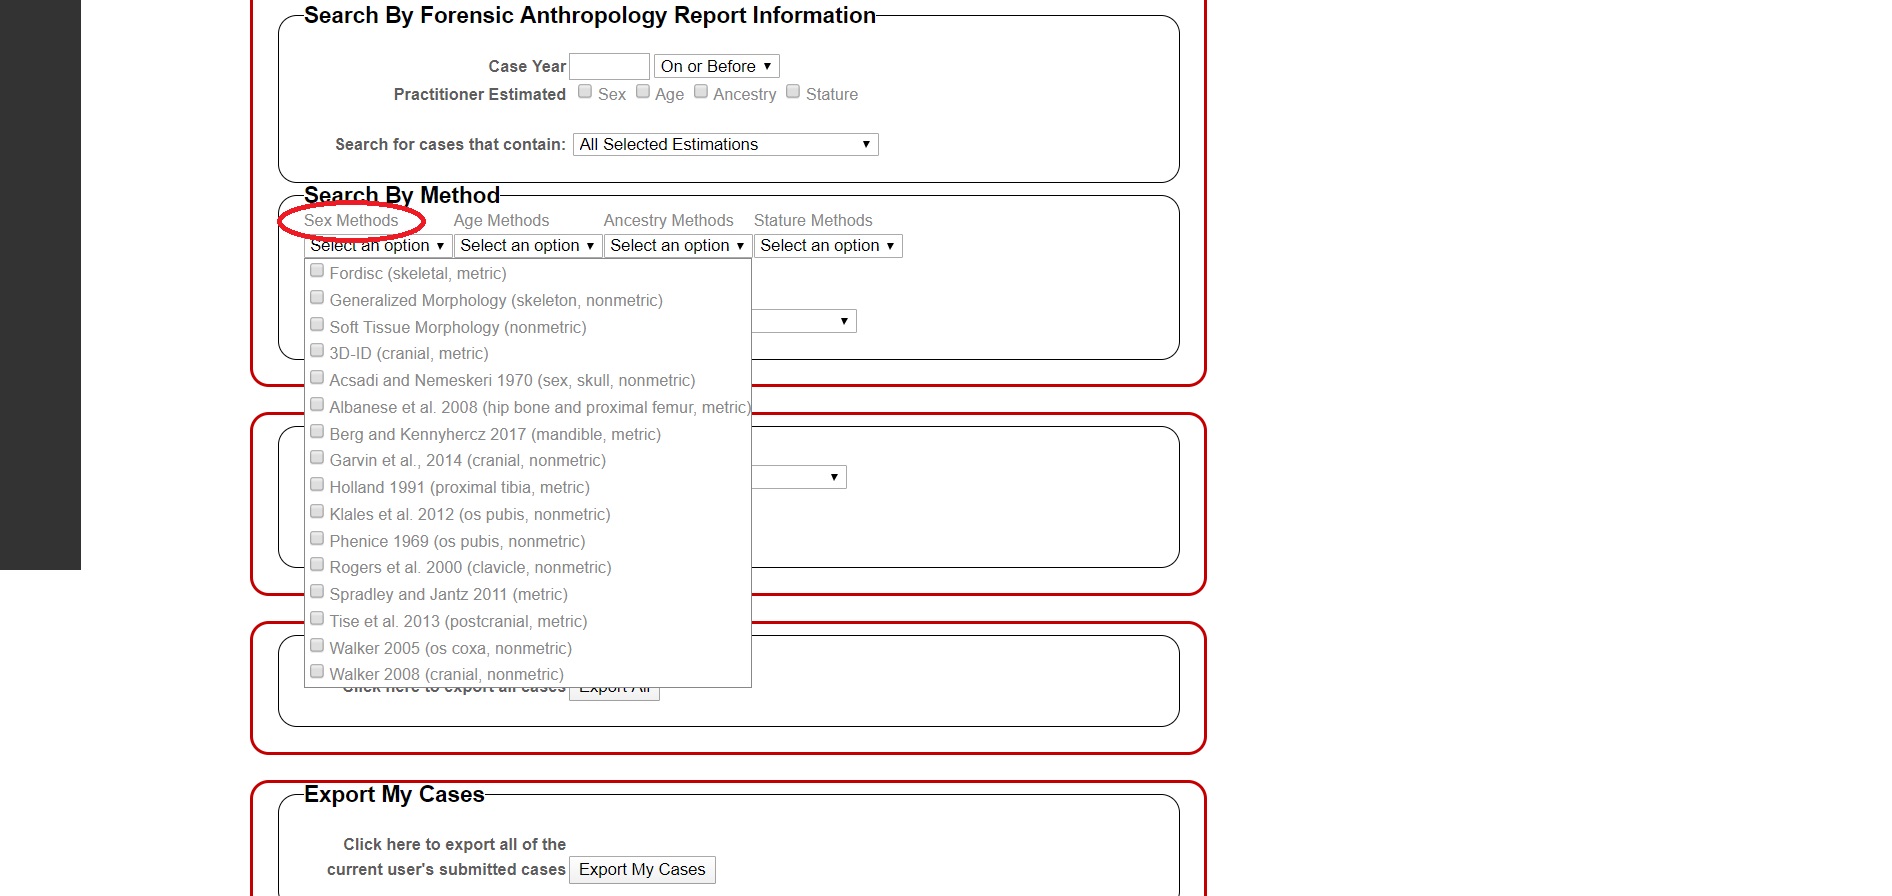 Search By Forensic Anthropology Report Information
Case Year On or Before
Practitioner Estimated Sex Age Ancestry Stature
Search for cases that contain: All Selected Estimations
Search By Method
Sex Methods Age Methods Ancestry Methods Stature Methods
Select an option Select an option Select an option Select an option
Fordisc (skeletal, metric)
Generalized Morphology (skeleton, nonmetric)
Soft Tissue Morphology (nonmetric)
3D-ID (cranial, metric)
Acsadi and Nemeskeri 1970 (sex, skull, nonmetric)
Albanese et al. 2008 (hip bone and proximal femur, metric)
Berg and Kennyhercz 2017 (mandible, metric)
Garvin et al., 2014 (cranial, nonmetric)
Holland 1991 (proximal tibia, metric)
Klales et al. 2012 (os pubis, nonmetric)
Phenice 1969 (os pubis, nonmetric)
Rogers et al. 2000 (clavicle, nonmetric)
Spradley and Jantz 2011 (metric)
Tise et al. 2013 (postcranial, metric)
Walker 2005 (os coxa, nonmetric)
Walker 2008 (cranial, nonmetric)
Click here to export all cases Export All
Export My Cases
Click here to export all of the
current user's submitted cases Export My Cases